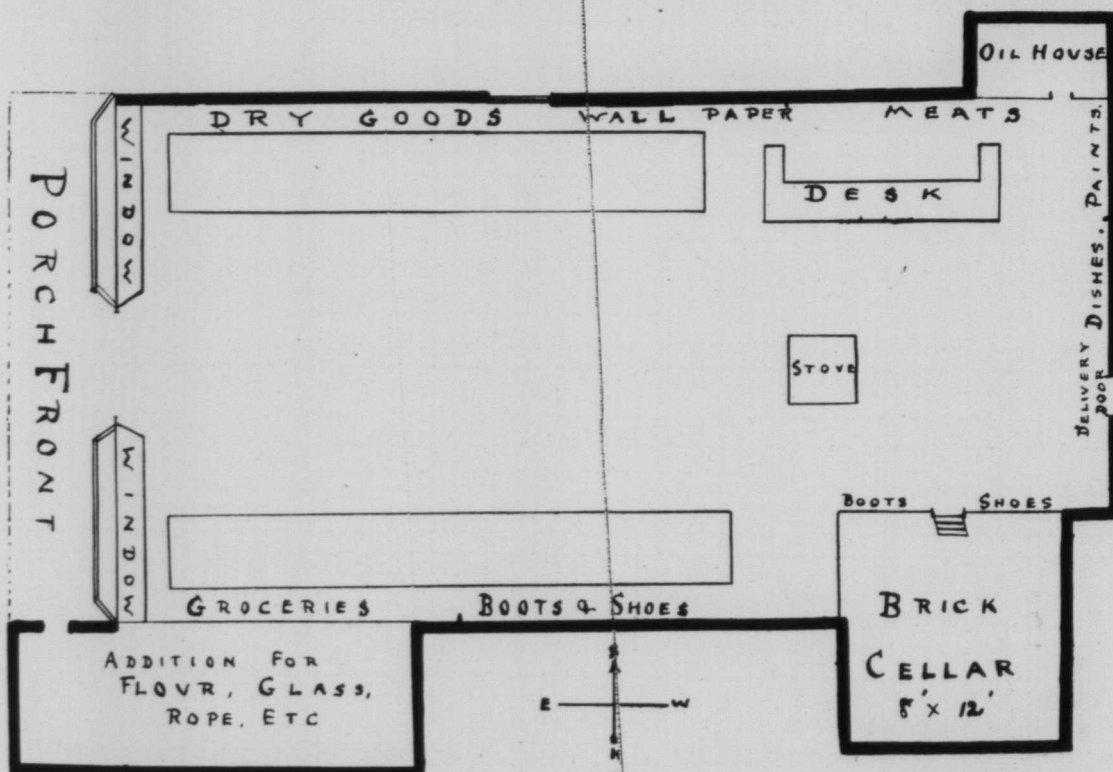 OIL HOUSE
DRY GOODS WALL PAPER MEATS
WINDOW
DESK
DISHES, PAINTS.
PORCH FRONT
STOVE
DELIVERY
DOOR
WINDOW
BOOTS SHOES
GROCERIES BOOTS & SHOES
BRICK
CELLAR
8' X 12'
ADDITION FOR
FLOUR, GLASS,
ROPE, ETC
S
E W
N